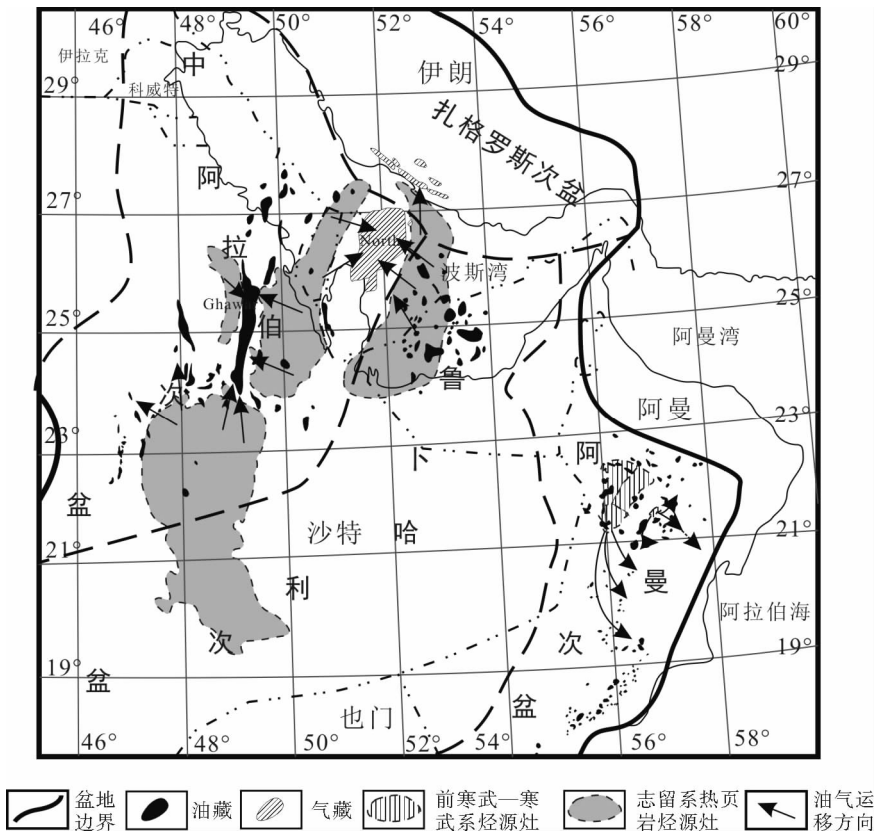 46° 48° 50° 52° 54° 56° 58° 60°
伊拉克
中
伊朗
29° 29°
科威特
扎格罗斯次盆
阿
27° 27°
拉
North
波斯湾
Ghaw
伯
25° 25°
阿曼湾
鲁
阿曼
23° 23°
卜
阿
盆
沙特
哈
21° 21°
利
曼
次
次
阿拉伯海
19° 19°
盆
也门
盆
46° 48° 50° 52° 54° 56° 58°
盆地
边界
油藏
气藏
前寒武—寒
武系烃源灶
志留系热页
岩烃源灶
油气运
移方向